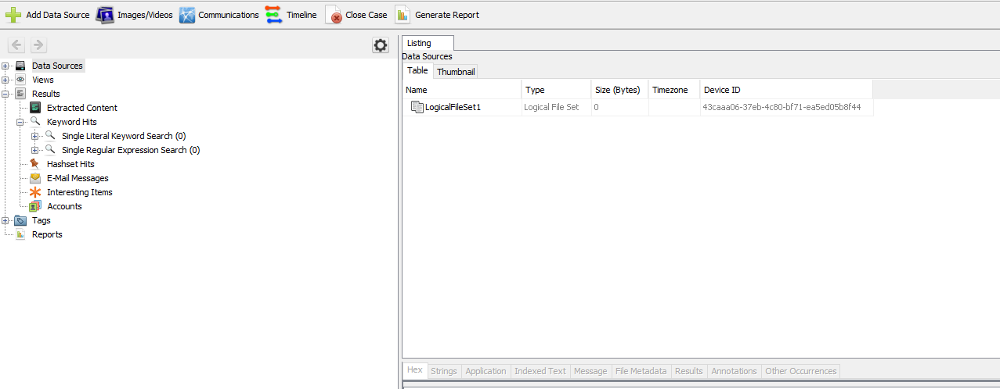 Add Data Source Images/Videos Communications Timeline Close Case Generate Report
Data Sources
Views
Results
Extracted Content
Keyword Hits
Single Literal Keyword Search (0)
Single Regular Expression Search (0)
Hashset Hits
E-Mail Messages
Interesting Items
Accounts
Tags
Reports
Listing
Data Sources
Table Thumbnail
Name Type Size (Bytes) Timezone Device ID
LogicalFileSet1 Logical File Set 0 43caaa06-37eb-4c80-bf71-ea5ed05b8f44
Hex Strings Application Indexed Text Message File Metadata Results Annotations Other Occurrences